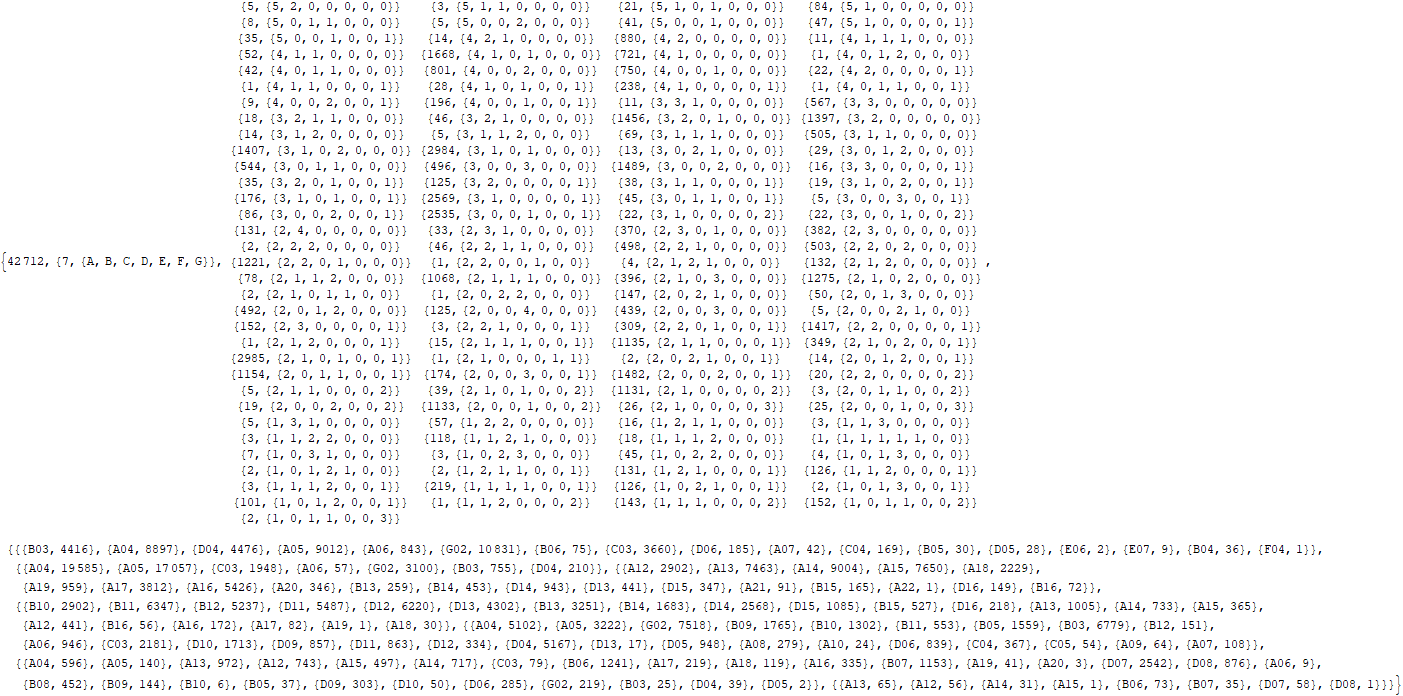 {5, {5, 2, 0, 0, 0, 0, 0}} {3, {5, 1, 1, 0, 0, 0, 0}} {21, {5, 1, 0, 1, 0, 0, 0}} {84, {5, 1, 0, 0, 0, 0, 0}}
{8, {5, 0, 1, 1, 0, 0, 0}} {5, {5, 0, 0, 2, 0, 0, 0}} {41, {5, 0, 0, 1, 0, 0, 0}} {47, {5, 1, 0, 0, 0, 0, 1}}
{35, {5, 0, 0, 1, 0, 0, 1}} {14, {4, 2, 1, 0, 0, 0, 0}} {880, {4, 2, 0, 0, 0, 0, 0}} {11, {4, 1, 1, 1, 0, 0, 0}}
{52, {4, 1, 1, 0, 0, 0, 0}} {1668, {4, 1, 0, 1, 0, 0, 0}} {721, {4, 1, 0, 0, 0, 0, 0}} {1, {4, 0, 1, 2, 0, 0, 0}}
{42, {4, 0, 1, 1, 0, 0, 0}} {801, {4, 0, 0, 2, 0, 0, 0}} {750, {4, 0, 0, 1, 0, 0, 0}} {22, {4, 2, 0, 0, 0, 0, 1}}
{1, {4, 1, 1, 0, 0, 0, 1}} {28, {4, 1, 0, 1, 0, 0, 1}} {238, {4, 1, 0, 0, 0, 0, 1}} {1, {4, 0, 1, 1, 0, 0, 1}}
{9, {4, 0, 0, 2, 0, 0, 1}} {196, {4, 0, 0, 1, 0, 0, 1}} {11, {3, 3, 1, 0, 0, 0, 0}} {567, {3, 3, 0, 0, 0, 0, 0}}
{18, {3, 2, 1, 1, 0, 0, 0}} {46, {3, 2, 1, 0, 0, 0, 0}} {1456, {3, 2, 0, 1, 0, 0, 0}} {1397, {3, 2, 0, 0, 0, 0, 0}}
{14, {3, 1, 2, 0, 0, 0, 0}} {5, {3, 1, 1, 2, 0, 0, 0}} {69, {3, 1, 1, 1, 0, 0, 0}} {505, {3, 1, 1, 0, 0, 0, 0}}
{1407, {3, 1, 0, 2, 0, 0, 0}} {2984, {3, 1, 0, 1, 0, 0, 0}} {13, {3, 0, 2, 1, 0, 0, 0}} {29, {3, 0, 1, 2, 0, 0, 0}}
{544, {3, 0, 1, 1, 0, 0, 0}} {496, {3, 0, 0, 3, 0, 0, 0}} {1489, {3, 0, 0, 2, 0, 0, 0}} {16, {3, 3, 0, 0, 0, 0, 1}}
{35, {3, 2, 0, 1, 0, 0, 1}} {125, {3, 2, 0, 0, 0, 0, 1}} {38, {3, 1, 1, 0, 0, 0, 1}} {19, {3, 1, 0, 2, 0, 0, 1}}
{176, {3, 1, 0, 1, 0, 0, 1}} {2569, {3, 1, 0, 0, 0, 0, 1}} {45, {3, 0, 1, 1, 0, 0, 1}} {5, {3, 0, 0, 3, 0, 0, 1}}
{86, {3, 0, 0, 2, 0, 0, 1}} {2535, {3, 0, 0, 1, 0, 0, 1}} {22, {3, 1, 0, 0, 0, 0, 2}} {22, {3, 0, 0, 1, 0, 0, 2}}
{131, {2, 4, 0, 0, 0, 0, 0}} {33, {2, 3, 1, 0, 0, 0, 0}} {370, {2, 3, 0, 1, 0, 0, 0}} {382, {2, 3, 0, 0, 0, 0, 0}}
{2, {2, 2, 2, 0, 0, 0, 0}} {46, {2, 2, 1, 1, 0, 0, 0}} {498, {2, 2, 1, 0, 0, 0, 0}} {503, {2, 2, 0, 2, 0, 0, 0}}
{42 712, {7, {A, B, C, D, E, F, G}}, {1221, {2, 2, 0, 1, 0, 0, 0}} {1, {2, 2, 0, 0, 1, 0, 0}} {4, {2, 1, 2, 1, 0, 0, 0}} {132, {2, 1, 2, 0, 0, 0, 0}} ,
{78, {2, 1, 1, 2, 0, 0, 0}} {1068, {2, 1, 1, 1, 0, 0, 0}} {396, {2, 1, 0, 3, 0, 0, 0}} {1275, {2, 1, 0, 2, 0, 0, 0}}
{2, {2, 1, 0, 1, 1, 0, 0}} {1, {2, 0, 2, 2, 0, 0, 0}} {147, {2, 0, 2, 1, 0, 0, 0}} {50, {2, 0, 1, 3, 0, 0, 0}}
{492, {2, 0, 1, 2, 0, 0, 0}} {125, {2, 0, 0, 4, 0, 0, 0}} {439, {2, 0, 0, 3, 0, 0, 0}} {5, {2, 0, 0, 2, 1, 0, 0}}
{152, {2, 3, 0, 0, 0, 0, 1}} {3, {2, 2, 1, 0, 0, 0, 1}} {309, {2, 2, 0, 1, 0, 0, 1}} {1417, {2, 2, 0, 0, 0, 0, 1}}
{1, {2, 1, 2, 0, 0, 0, 1}} {15, {2, 1, 1, 1, 0, 0, 1}} {1135, {2, 1, 1, 0, 0, 0, 1}} {349, {2, 1, 0, 2, 0, 0, 1}}
{2985, {2, 1, 0, 1, 0, 0, 1}} {1, {2, 1, 0, 0, 0, 1, 1}} {2, {2, 0, 2, 1, 0, 0, 1}} {14, {2, 0, 1, 2, 0, 0, 1}}
{1154, {2, 0, 1, 1, 0, 0, 1}} {174, {2, 0, 0, 3, 0, 0, 1}} {1482, {2, 0, 0, 2, 0, 0, 1}} {20, {2, 2, 0, 0, 0, 0, 2}}
{5, {2, 1, 1, 0, 0, 0, 2}} {39, {2, 1, 0, 1, 0, 0, 2}} {1131, {2, 1, 0, 0, 0, 0, 2}} {3, {2, 0, 1, 1, 0, 0, 2}}
{19, {2, 0, 0, 2, 0, 0, 2}} {1133, {2, 0, 0, 1, 0, 0, 2}} {26, {2, 1, 0, 0, 0, 0, 3}} {25, {2, 0, 0, 1, 0, 0, 3}}
{5, {1, 3, 1, 0, 0, 0, 0}} {57, {1, 2, 2, 0, 0, 0, 0}} {16, {1, 2, 1, 1, 0, 0, 0}} {3, {1, 1, 3, 0, 0, 0, 0}}
{3, {1, 1, 2, 2, 0, 0, 0}} {118, {1, 1, 2, 1, 0, 0, 0}} {18, {1, 1, 1, 2, 0, 0, 0}} {1, {1, 1, 1, 1, 1, 0, 0}}
{7, {1, 0, 3, 1, 0, 0, 0}} {3, {1, 0, 2, 3, 0, 0, 0}} {45, {1, 0, 2, 2, 0, 0, 0}} {4, {1, 0, 1, 3, 0, 0, 0}}
{2, {1, 0, 1, 2, 1, 0, 0}} {2, {1, 2, 1, 1, 0, 0, 1}} {131, {1, 2, 1, 0, 0, 0, 1}} {126, {1, 1, 2, 0, 0, 0, 1}}
{3, {1, 1, 1, 2, 0, 0, 1}} {219, {1, 1, 1, 1, 0, 0, 1}} {126, {1, 0, 2, 1, 0, 0, 1}} {2, {1, 0, 1, 3, 0, 0, 1}}
{101, {1, 0, 1, 2, 0, 0, 1}} {1, {1, 1, 2, 0, 0, 0, 2}} {143, {1, 1, 1, 0, 0, 0, 2}} {152, {1, 0, 1, 1, 0, 0, 2}}
{2, {1, 0, 1, 1, 0, 0, 3}}
{{{B03, 4416}, {A04, 8897}, {D04, 4476}, {A05, 9012}, {A06, 843}, {G02, 10 831}, {B06, 75}, {C03, 3660}, {D06, 185}, {A07, 42}, {C04, 169}, {B05, 30}, {D05, 28}, {E06, 2}, {E07, 9}, {B04, 36}, {F04, 1}},
{{A04, 19 585}, {A05, 17 057}, {C03, 1948}, {A06, 57}, {G02, 3100}, {B03, 755}, {D04, 210}}, {{A12, 2902}, {A13, 7463}, {A14, 9004}, {A15, 7650}, {A18, 2229},
{A19, 959}, {A17, 3812}, {A16, 5426}, {A20, 346}, {B13, 259}, {B14, 453}, {D14, 943}, {D13, 441}, {D15, 347}, {A21, 91}, {B15, 165}, {A22, 1}, {D16, 149}, {B16, 72}},
{{B10, 2902}, {B11, 6347}, {B12, 5237}, {D11, 5487}, {D12, 6220}, {D13, 4302}, {B13, 3251}, {B14, 1683}, {D14, 2568}, {D15, 1085}, {B15, 527}, {D16, 218}, {A13, 1005}, {A14, 733}, {A15, 365},
{A12, 441}, {B16, 56}, {A16, 172}, {A17, 82}, {A19, 1}, {A18, 30}}, {{A04, 5102}, {A05, 3222}, {G02, 7518}, {B09, 1765}, {B10, 1302}, {B11, 553}, {B05, 1559}, {B03, 6779}, {B12, 151},
{A06, 946}, {C03, 2181}, {D10, 1713}, {D09, 857}, {D11, 863}, {D12, 334}, {D04, 5167}, {D13, 17}, {D05, 948}, {A08, 279}, {A10, 24}, {D06, 839}, {C04, 367}, {C05, 54}, {A09, 64}, {A07, 108}},
{{A04, 596}, {A05, 140}, {A13, 972}, {A12, 743}, {A15, 497}, {A14, 717}, {C03, 79}, {B06, 1241}, {A17, 219}, {A18, 119}, {A16, 335}, {B07, 1153}, {A19, 41}, {A20, 3}, {D07, 2542}, {D08, 876}, {A06, 9},
{B08, 452}, {B09, 144}, {B10, 6}, {B05, 37}, {D09, 303}, {D10, 50}, {D06, 285}, {G02, 219}, {B03, 25}, {D04, 39}, {D05, 2}}, {{A13, 65}, {A12, 56}, {A14, 31}, {A15, 1}, {B06, 73}, {B07, 35}, {D07, 58}, {D08, 1}}}}